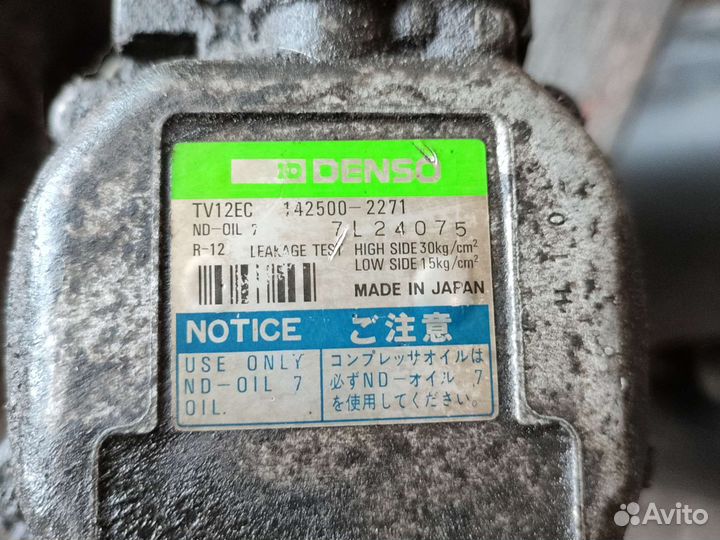 ND DENSO
TV12EC 142500-2271
ND-OIL 7 7L24075
R-12 LEAKAGE TEST HIGH SIDE 30kg/cm²
LOW SIDE 15kg/cm²
MADE IN JAPAN
NOTICE ご注意
USE ONLY
ND-OIL 7
OIL.
コンプレッサオイルは
必ずND-オイル 7
を使用してください。
H10
Avito